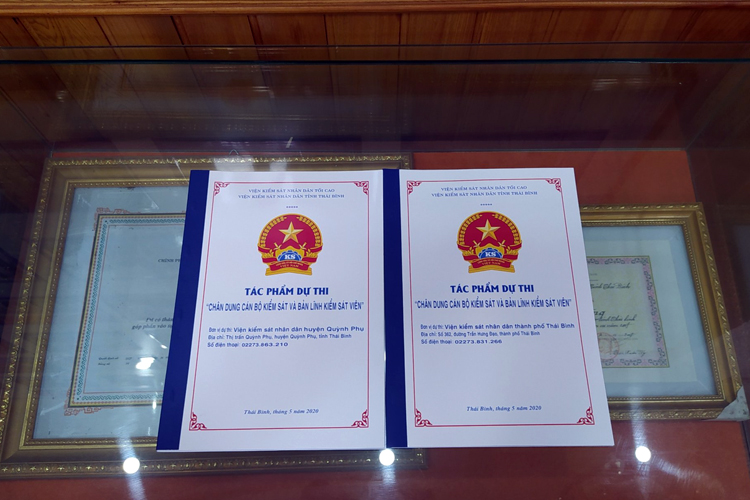 VIỆN KIỂM SÁT NHÂN DÂN TỐI CAO
VIỆN KIỂM SÁT NHÂN DÂN TỈNH THÁI BÌNH
*****
KS
TÁC PHẨM DỰ THI
"CHÂN DUNG CÁN BỘ KIỂM SÁT VÀ BẢN LĨNH KIỂM SÁT VIÊN"
Đơn vị dự thi: Viện kiểm sát nhân dân huyện Quỳnh Phụ
Địa chỉ: Thị trấn Quỳnh Phụ, huyện Quỳnh Phụ, tỉnh Thái Bình
Số điện thoại: 02273.863.210
Thái Bình, tháng 5 năm 2020
VIỆN KIỂM SÁT NHÂN DÂN TỐI CAO
VIỆN KIỂM SÁT NHÂN DÂN TỈNH THÁI BÌNH
*****
KS
TÁC PHẨM DỰ THI
"CHÂN DUNG CÁN BỘ KIỂM SÁT VÀ BẢN LĨNH KIỂM SÁT VIÊN"
Đơn vị dự thi: Viện kiểm sát nhân dân thành phố Thái Bình
Địa chỉ: Số 362, đường Trần Hưng Đạo, thành phố Thái Bình
Số điện thoại: 02273.831.266
Thái Bình, tháng 5 năm 2020